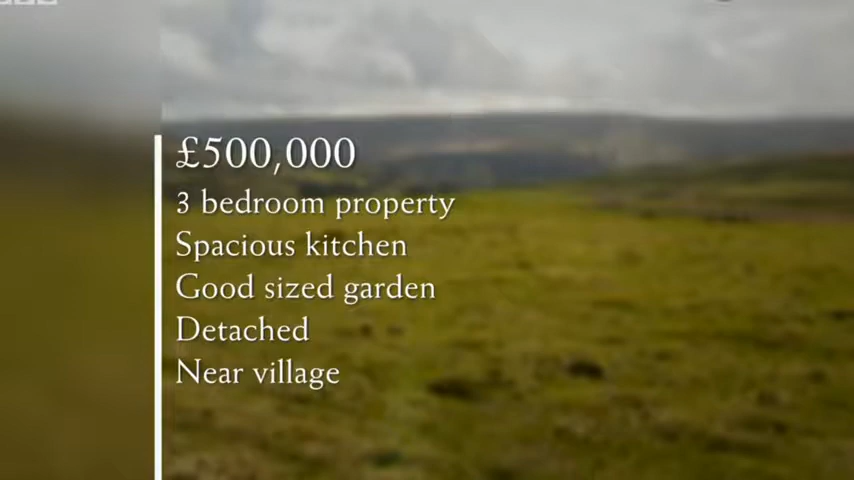 £500,000
3 bedroom property
Spacious kitchen
Good sized garden
Detached
Near village